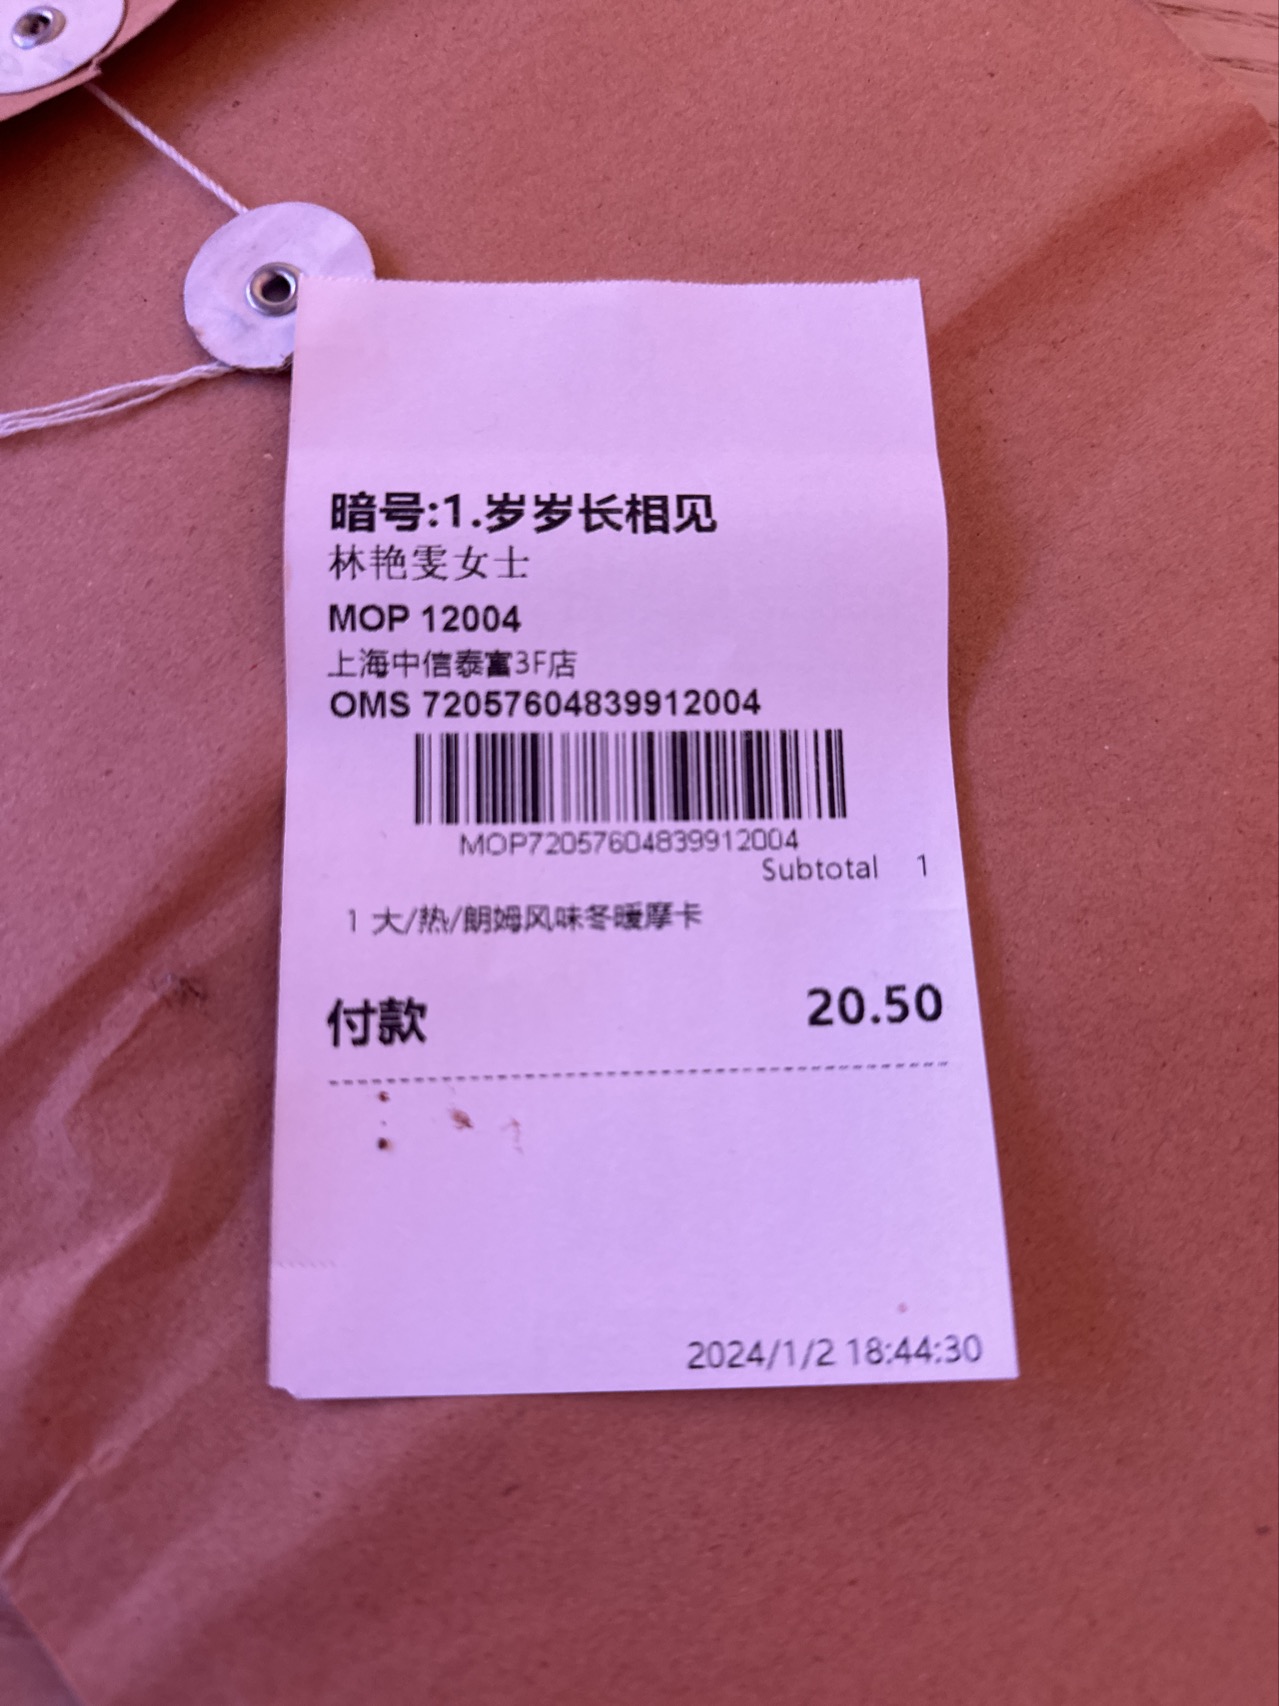 暗号:1.岁岁长相见
林艳雯女士
MOP 12004
上海中信泰富3F店
OMS 72057604839912004
MOP72057604839912004
Subtotal 1
1 大/热/朗姆风味冬暖摩卡
付款 20.50
2024/1/2 18:44:30